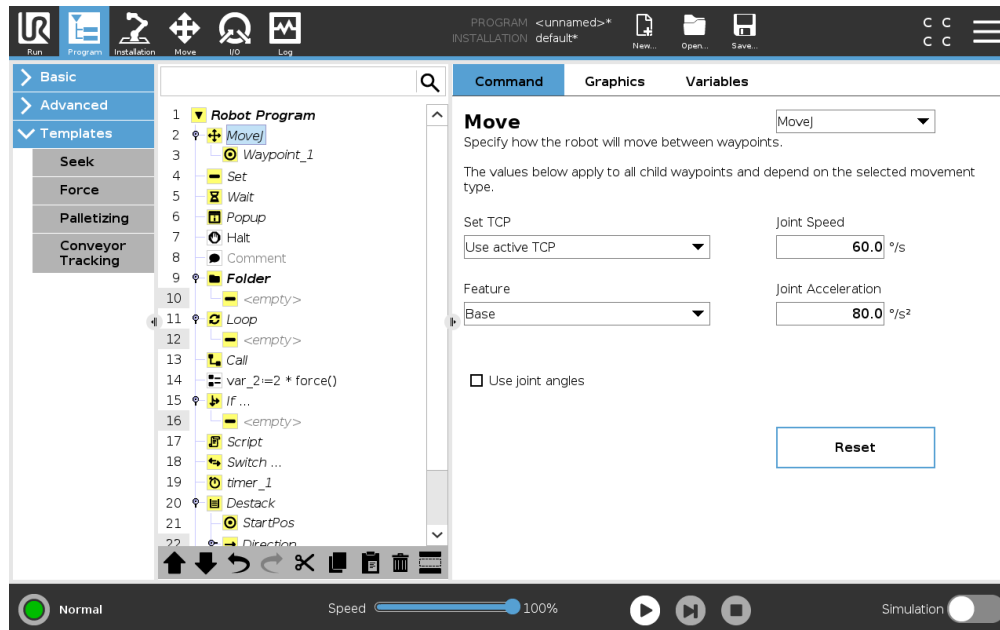 UR
PROGRAM <unnamed>*
INSTALLATION default*
C C
C C
Run Program Installation Move I/O Log New... Open... Save...
Basic
Advanced
Templates
Seek
Force
Palletizing
Conveyor
Tracking
1 Robot Program
2 MoveJ
3 Waypoint_1
4 Set
5 Wait
6 Popup
7 Halt
8 Comment
9 Folder
10 <empty>
11 Loop
12 <empty>
13 Call
14 var_2:=2 * force()
15 If ...
16 <empty>
17 Script
18 Switch ...
19 timer_1
20 Destack
21 StartPos
22 Direction
Command Graphics Variables
Move MoveJ
Specify how the robot will move between waypoints.
The values below apply to all child waypoints and depend on the selected movement
type.
Set TCP Joint Speed
Use active TCP 60.0 °/s
Feature Joint Acceleration
Base 80.0 °/s²
Use joint angles
Reset
Normal Speed 100% Simulation